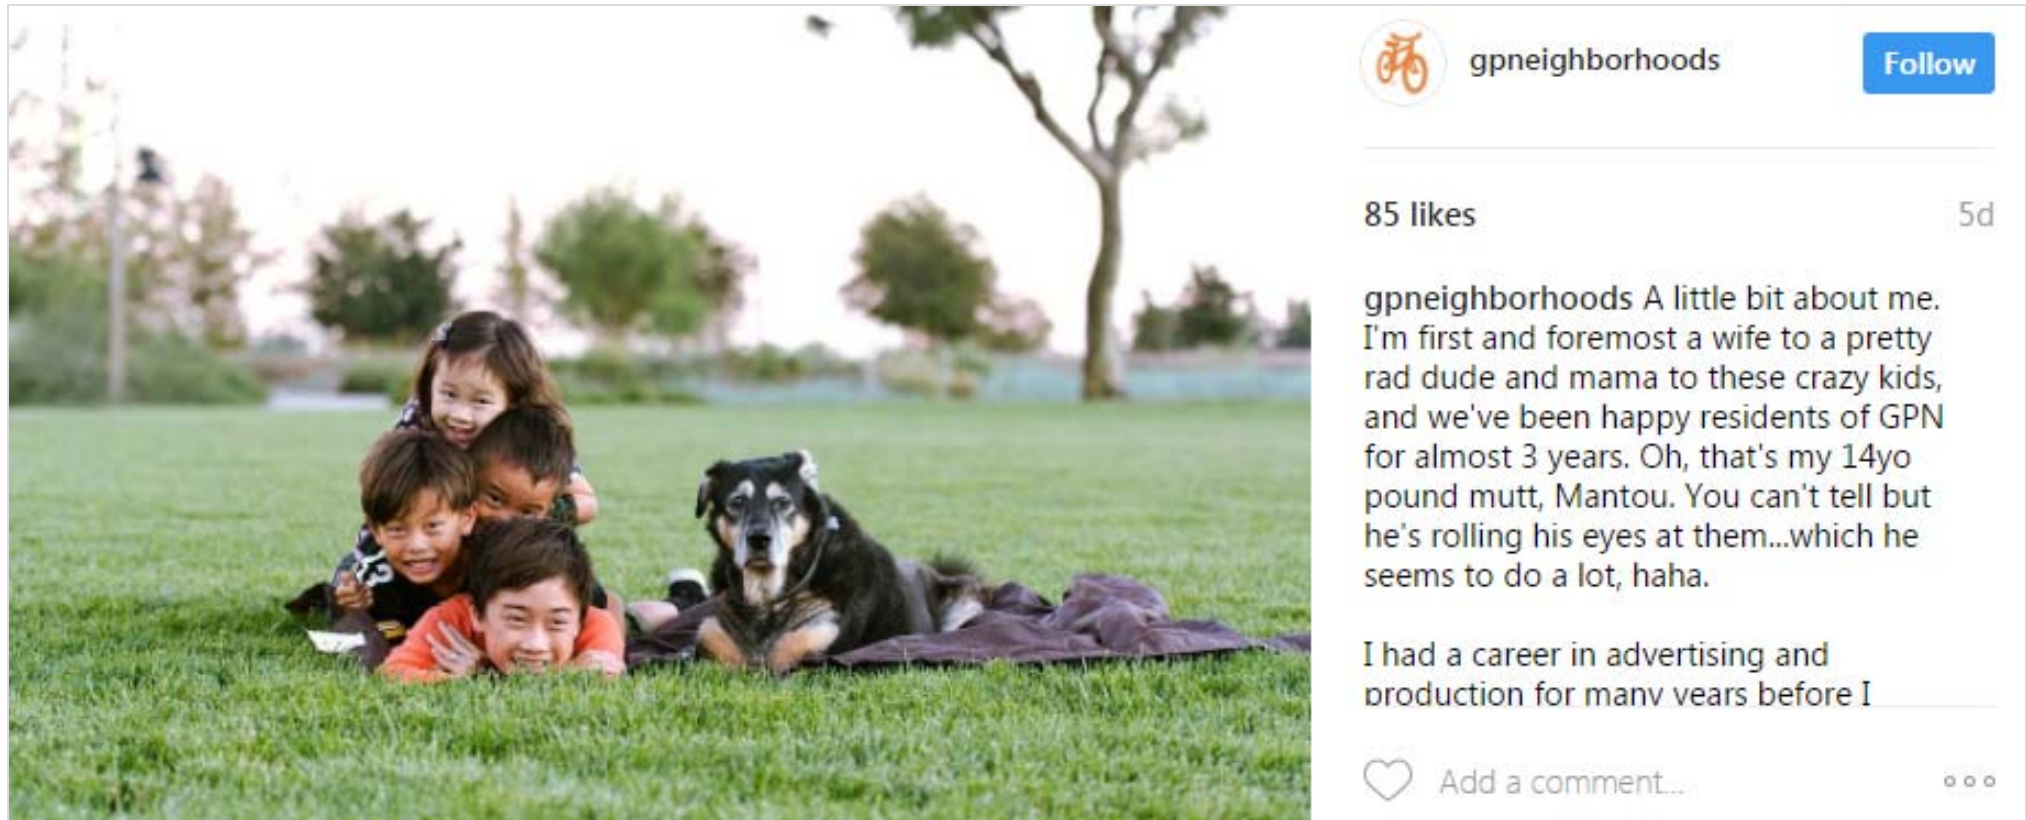 gpneighborhoods
Follow
85 likes
5d
gpneighborhoods A little bit about me.
I'm first and foremost a wife to a pretty
rad dude and mama to these crazy kids,
and we've been happy residents of GPN
for almost 3 years. Oh, that's my 14yo
pound mutt, Mantou. You can't tell but
he's rolling his eyes at them...which he
seems to do a lot, haha.
I had a career in advertising and
production for many years before I
Add a comment...